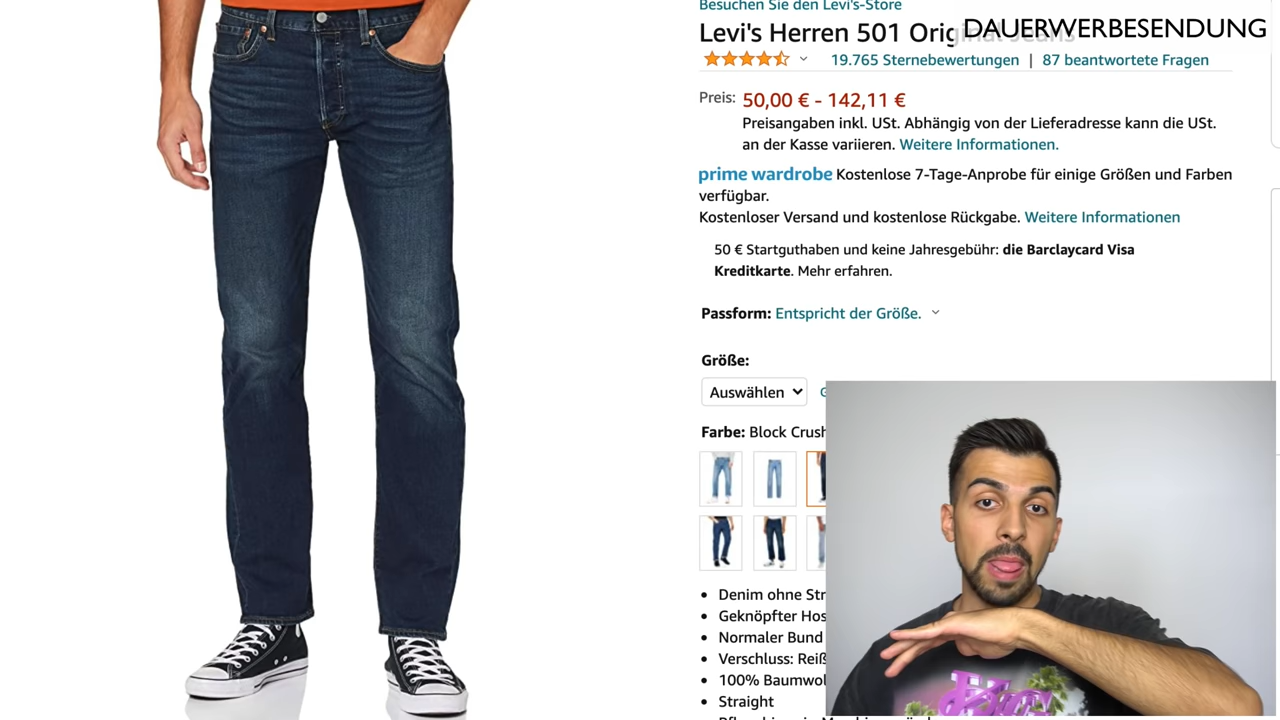 Besuchen Sie den Levi's-Store
Levi's Herren 501 Original Jeans
DAUERWERBESENDUNG
19.765 Sternebewertungen | 87 beantwortete Fragen
Preis: 50,00 € - 142,11 €
Preisangaben inkl. USt. Abhängig von der Lieferadresse kann die USt.
an der Kasse variieren. Weitere Informationen.
prime wardrobe Kostenlose 7-Tage-Anprobe für einige Größen und Farben
verfügbar.
Kostenloser Versand und kostenlose Rückgabe. Weitere Informationen
50 € Startguthaben und keine Jahresgebühr: die Barclaycard Visa
Kreditkarte. Mehr erfahren.
Passform: Entspricht der Größe.
Größe:
Auswählen
Farbe: Block Crush
Denim ohne Str
Geknöpfter Hos
Normaler Bund
Verschluss: Reiß
100% Baumwol
Straight